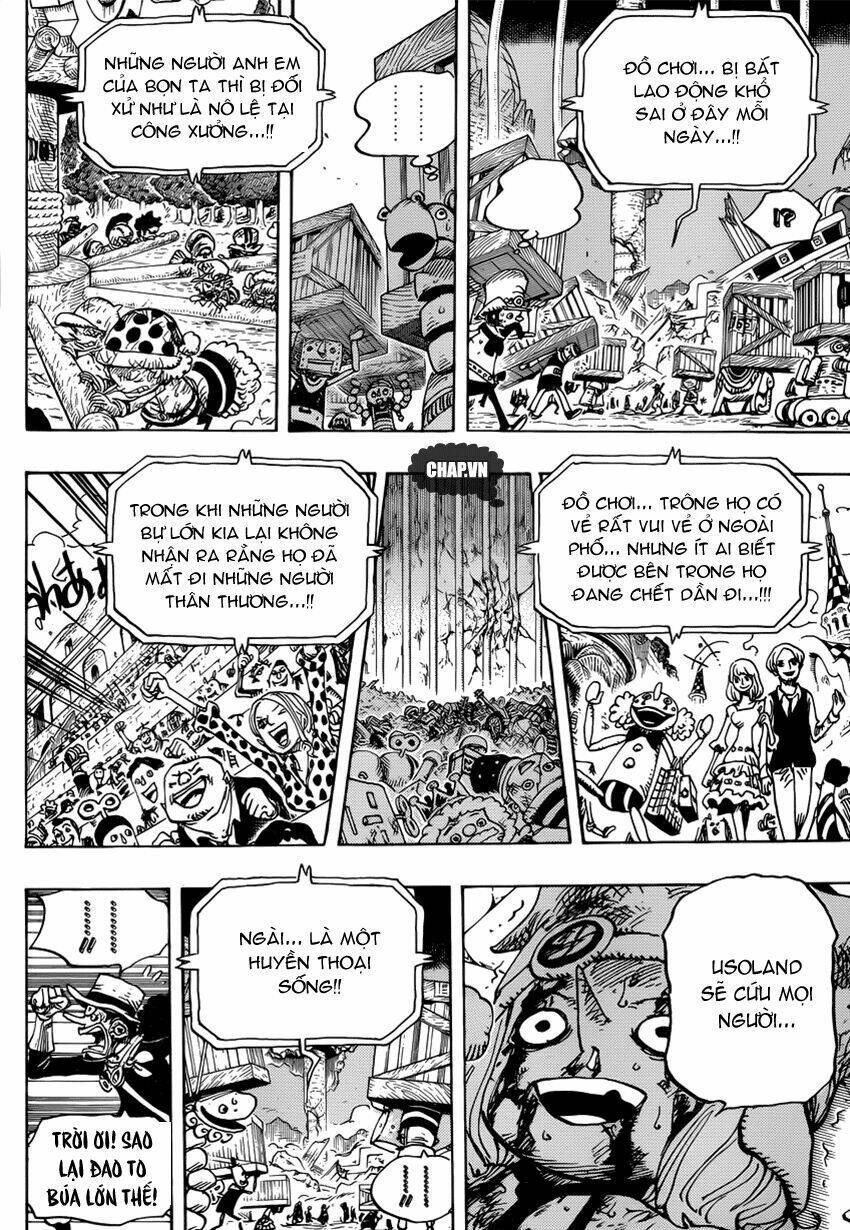 ĐỒ CHƠI... BỊ BẮT
LAO ĐỘNG KHỔ
SAI Ở ĐÂY MỖI
NGÀY...!!
!?
NHỮNG NGƯỜI ANH EM
CỦA BỌN TA THÌ BỊ ĐỐI
XỬ NHƯ LÀ NÔ LỆ TẠI
CÔNG XƯỞNG...!!
CHAP.VN
ĐỒ CHƠI... TRÔNG HỌ CÓ
VẺ RẤT VUI VẺ Ở NGOÀI
PHỐ... NHƯNG ÍT AI BIẾT
ĐƯỢC BÊN TRONG HỌ
ĐANG CHẾT DẦN ĐI...!!!
TRONG KHI NHỮNG NGƯỜI
BỰ LỚN KIA LẠI KHÔNG
NHÂN RA RẰNG HỌ ĐÃ
MẤT ĐI NHỮNG NGƯỜI
THÂN THƯƠNG...!!
USOLAND
SẼ CỨU MỌI
NGƯỜI...
NGÀI... LÀ MỘT
HUYỀN THOẠI
SỐNG!!
TRỜI ƠI! SAO
LẠI ĐAO TO
BÚA LỚN THẾ!